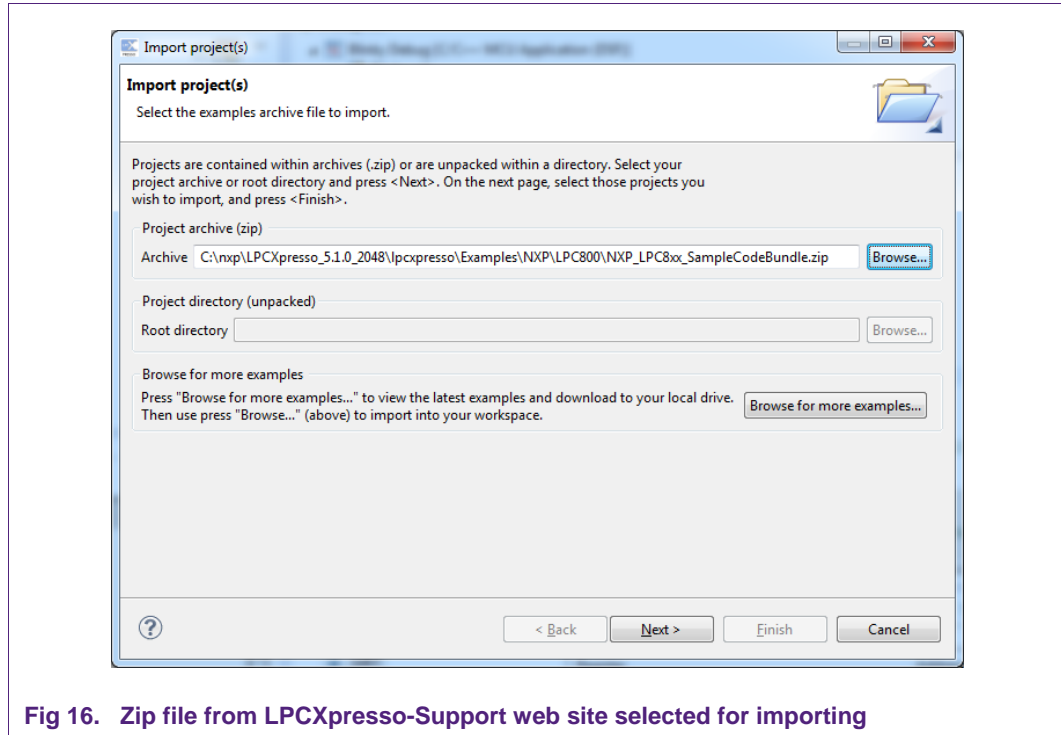 Import project(s)
Import project(s)
Select the examples archive file to import.
Projects are contained within archives (.zip) or are unpacked within a directory. Select your
project archive or root directory and press <Next>. On the next page, select those projects you
wish to import, and press <Finish>.
Project archive (zip)
Archive C:\nxp\LPCXpresso_5.1.0_2048\lpcxpresso\Examples\NXP\LPC800\NXP_LPC8xx_SampleCodeBundle.zip Browse...
Project directory (unpacked)
Root directory Browse...
Browse for more examples
Press "Browse for more examples..." to view the latest examples and download to your local drive.
Then use press "Browse..." (above) to import into your workspace.
Browse for more examples...
< Back Next > Finish Cancel
Fig 16. Zip file from LPCXpresso-Support web site selected for importing